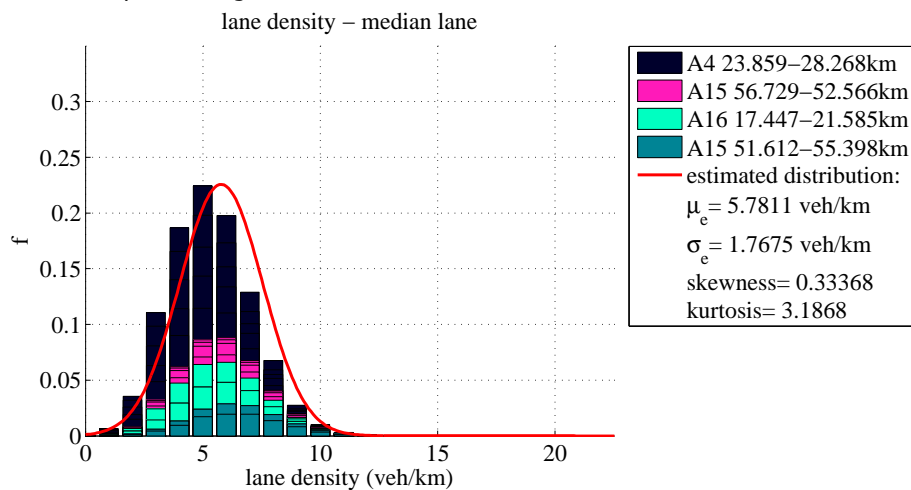 lane density – median lane
A4 23.859–28.268km
A15 56.729–52.566km
A16 17.447–21.585km
A15 51.612–55.398km
estimated distribution:
μe= 5.7811 veh/km
σe= 1.7675 veh/km
skewness= 0.33368
kurtosis= 3.1868
f
0.3
0.25
0.2
0.15
0.1
0.05
0
0 5 10 15 20
lane density (veh/km)